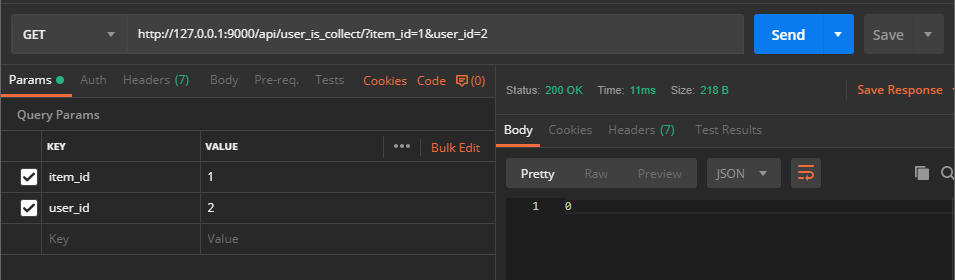 GET http://127.0.0.1:9000/api/user_is_collect/?item_id=1&user_id=2 Send Save
Params Auth Headers (7) Body Pre-req. Tests Cookies Code (0)
Status: 200 OK Time: 11ms Size: 218 B Save Response
Query Params
Body Cookies Headers (7) Test Results
KEY VALUE ••• Bulk Edit
Pretty Raw Preview JSON
item_id 1
user_id 2
1 0
Key Value